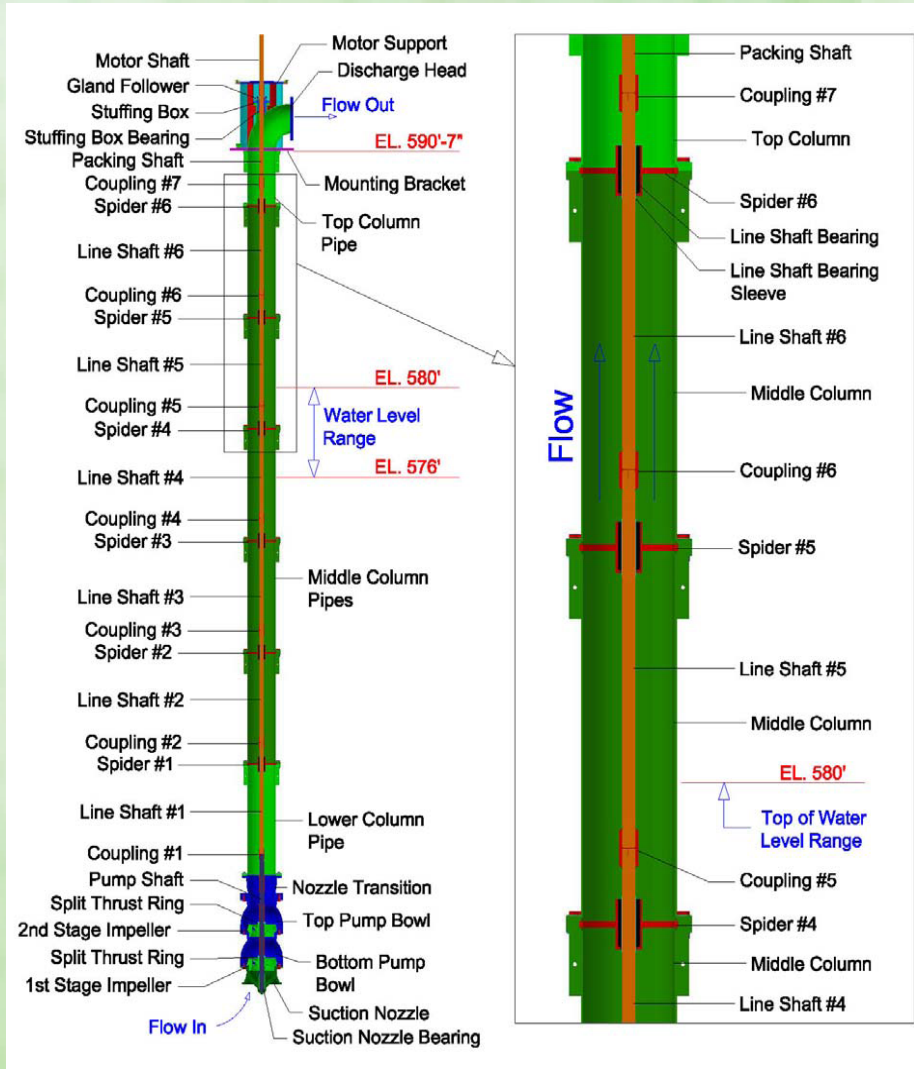 Motor Shaft
Gland Follower
Stuffing Box
Stuffing Box Bearing
Packing Shaft
Coupling #7
Spider #6
Line Shaft #6
Coupling #6
Spider #5
Line Shaft #5
Coupling #5
Spider #4
Line Shaft #4
Coupling #4
Spider #3
Line Shaft #3
Coupling #3
Spider #2
Line Shaft #2
Coupling #2
Spider #1
Line Shaft #1
Coupling #1
Pump Shaft
Split Thrust Ring
2nd Stage Impeller
Split Thrust Ring
1st Stage Impeller
Flow In
Motor Support
Discharge Head
Flow Out
EL. 590'-7"
Mounting Bracket
Top Column
Pipe
EL. 580'
Water Level
Range
EL. 576'
Middle Column
Pipes
Lower Column
Pipe
Nozzle Transition
Top Pump Bowl
Bottom Pump
Bowl
Suction Nozzle
Suction Nozzle Bearing
Flow
Packing Shaft
Coupling #7
Top Column
Spider #6
Line Shaft Bearing
Line Shaft Bearing
Sleeve
Line Shaft #6
Middle Column
Coupling #6
Spider #5
Line Shaft #5
Middle Column
EL. 580'
Top of Water
Level Range
Coupling #5
Spider #4
Middle Column
Line Shaft #4